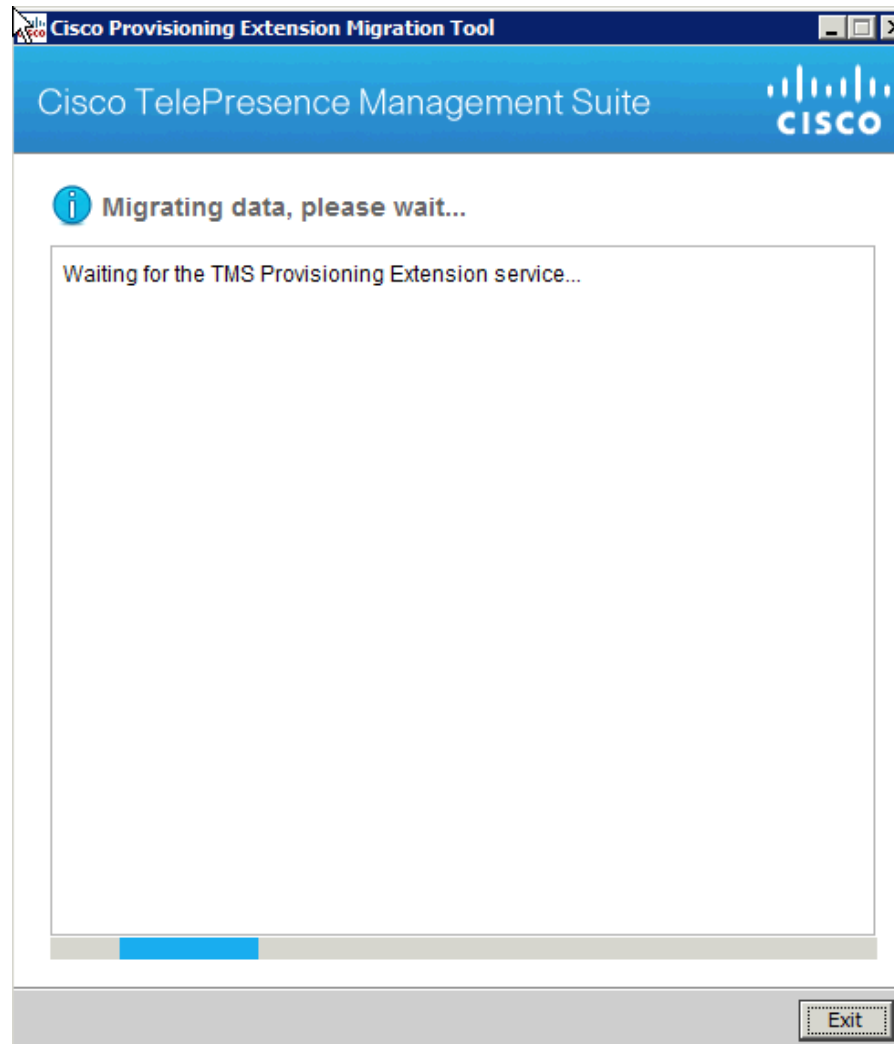 Cisco Provisioning Extension Migration Tool
Cisco TelePresence Management Suite
CISCO
Migrating data, please wait...
Waiting for the TMS Provisioning Extension service...
Exit